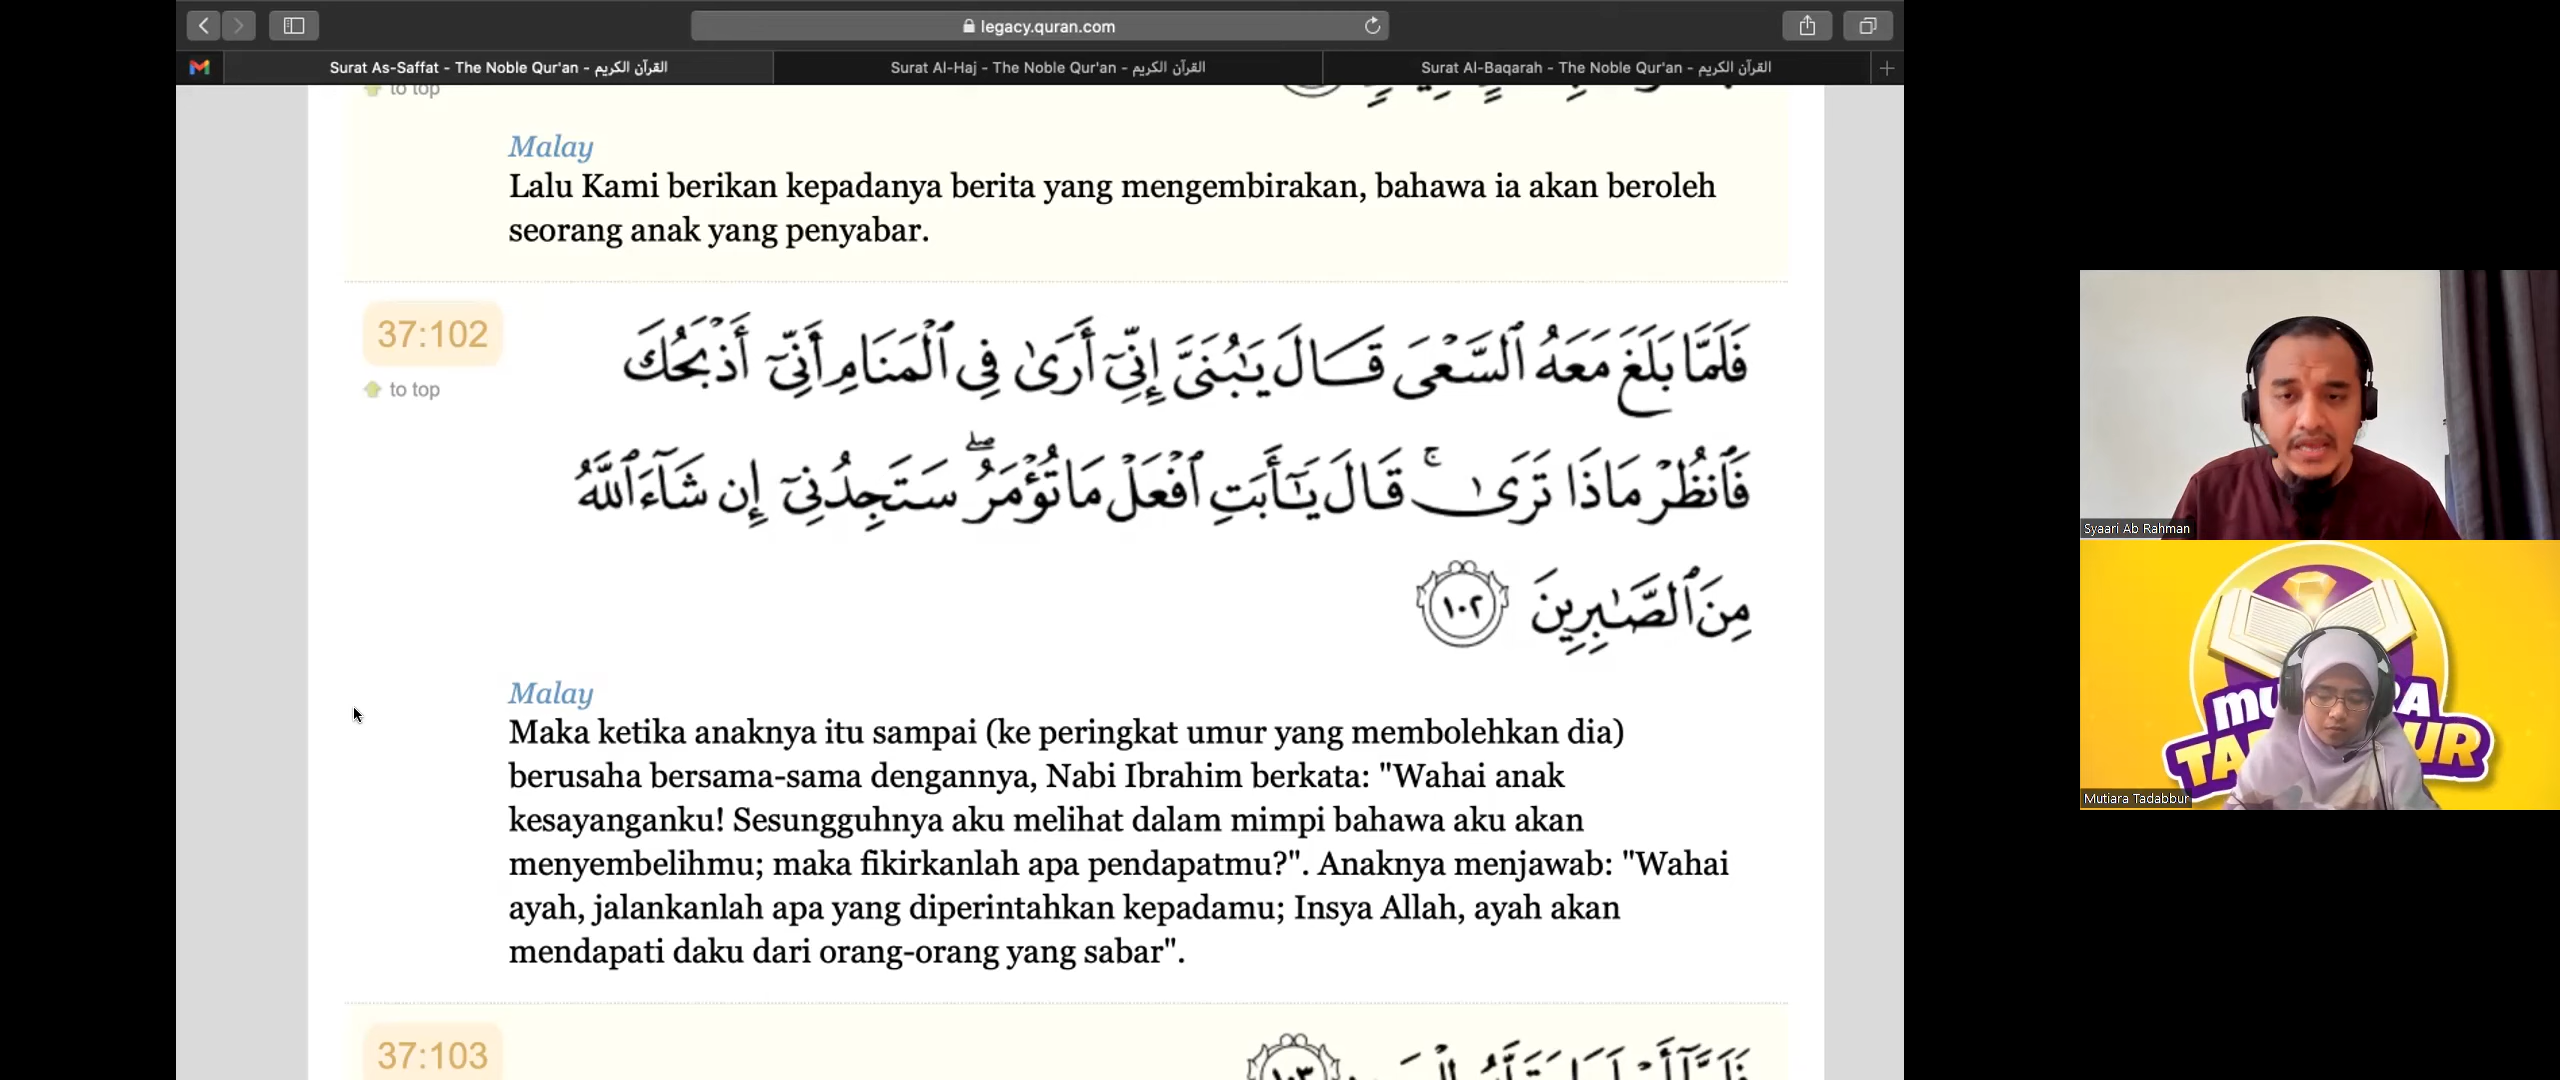 legacy.quran.com
Surat As-Saffat - The Noble Qur'an - القرآن الكريم
Surat Al-Haj - The Noble Qur'an - القرآن الكريم
Surat Al-Baqarah - The Noble Qur'an - القرآن الكريم
to top
Malay
Lalu Kami berikan kepadanya berita yang mengembirakan, bahawa ia akan beroleh
seorang anak yang penyabar.
37:102
to top
فَلَمَّا بَلَغَ مَعَهُ ٱلسَّعْىَ قَالَ يَـٰبُنَىَّ إِنِّىٓ أَرَىٰ فِى ٱلْمَنَامِ أَنِّىٓ أَذْبَحُكَ
فَٱنظُرْ مَاذَا تَرَىٰ ۚ قَالَ يَـٰٓأَبَتِ ٱفْعَلْ مَا تُؤْمَرُ ۖ سَتَجِدُنِىٓ إِن شَآءَ ٱللَّهُ
مِنَ ٱلصَّـٰبِرِينَ ١٠٢
Malay
Maka ketika anaknya itu sampai (ke peringkat umur yang membolehkan dia)
berusaha bersama-sama dengannya, Nabi Ibrahim berkata: "Wahai anak
kesayanganku! Sesungguhnya aku melihat dalam mimpi bahawa aku akan
menyembelihmu; maka fikirkanlah apa pendapatmu?". Anaknya menjawab: "Wahai
ayah, jalankanlah apa yang diperintahkan kepadamu; Insya Allah, ayah akan
mendapati daku dari orang-orang yang sabar".
37:103
Syaari Ab Rahman
Mutiara Tadabbur